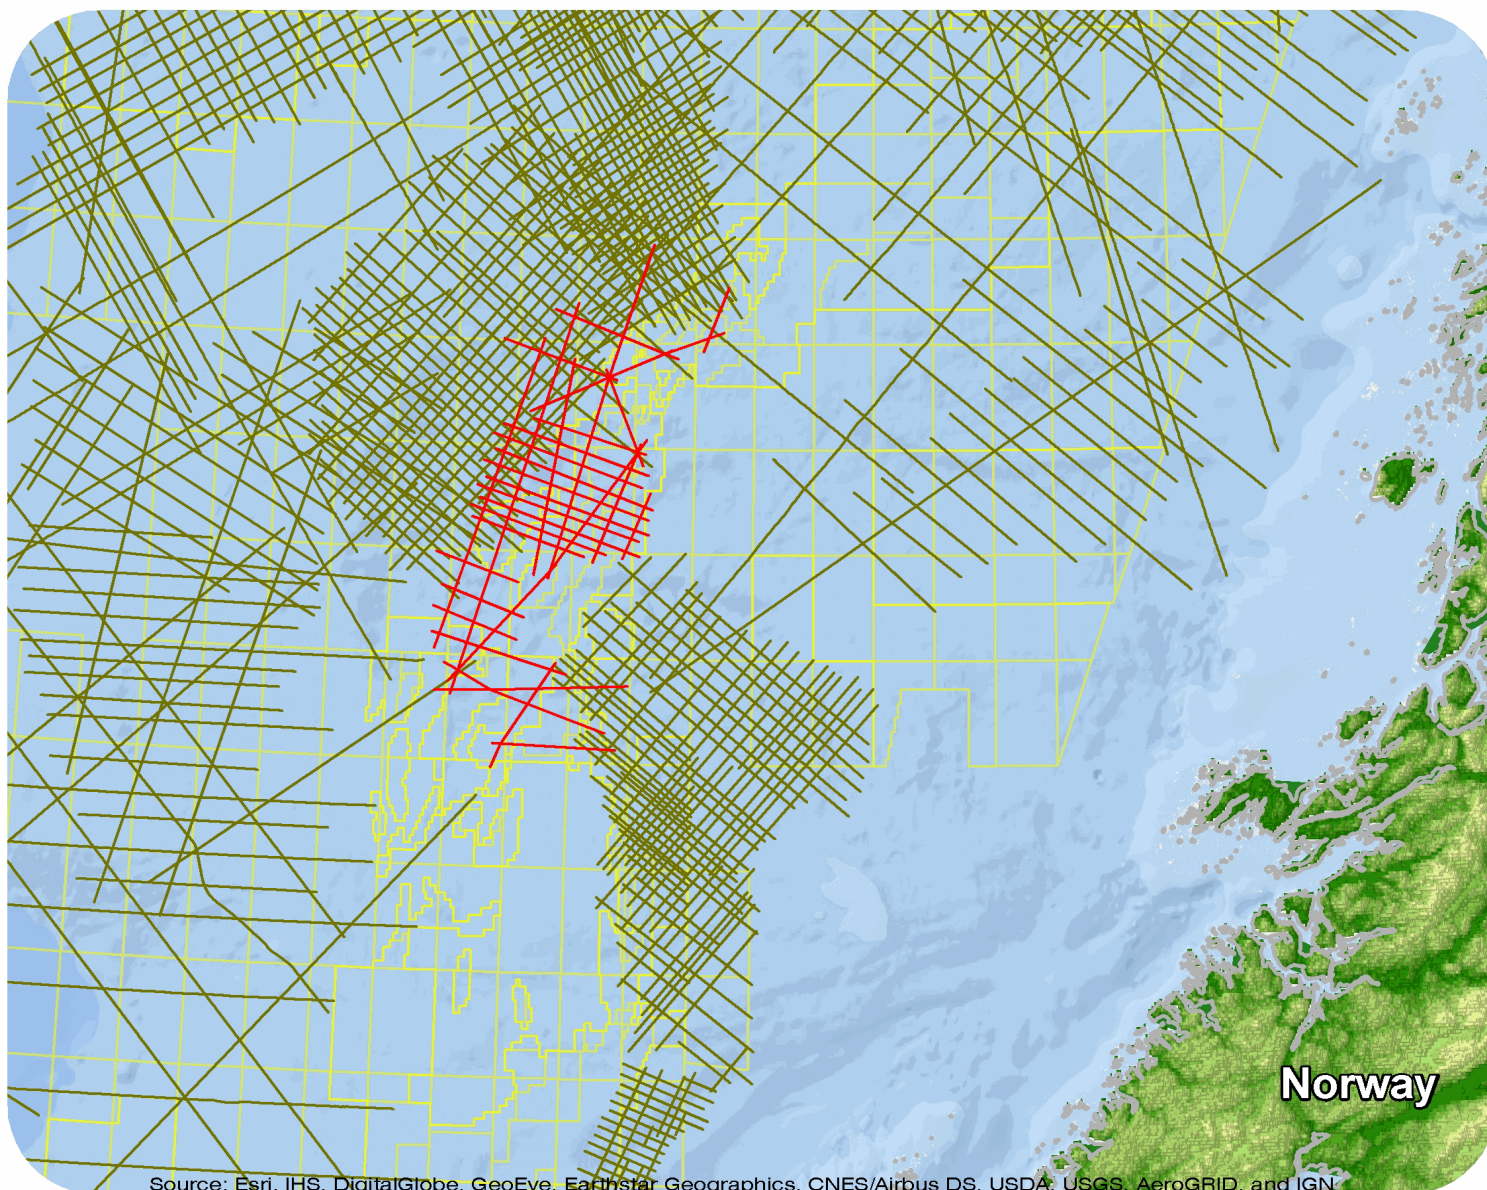 Norway
Source: Esri, IHS, DigitalGlobe, GeoEye, Earthstar Geographics, CNES/Airbus DS, USDA, USGS, AeroGRID, and IGN